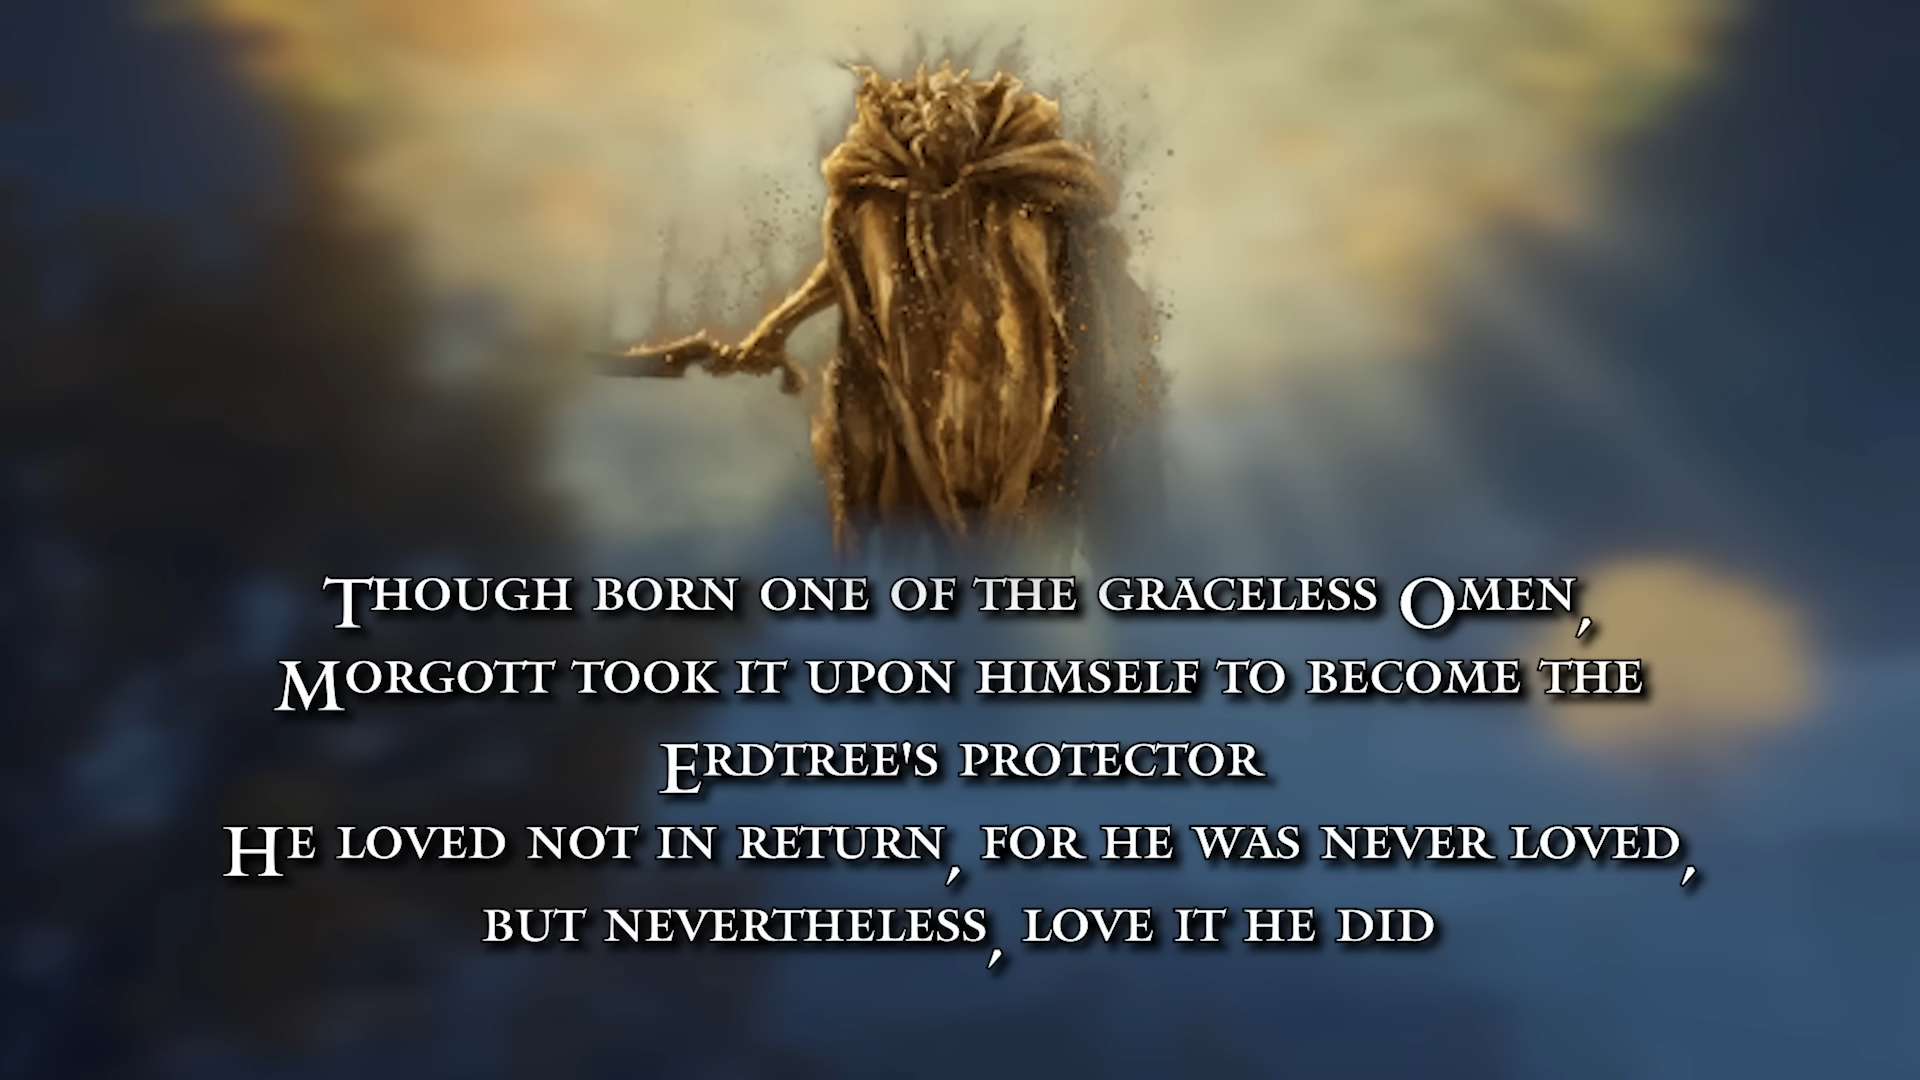 Though born one of the graceless Omen,
Morgott took it upon himself to become the
Erdtree's protector
He loved not in return, for he was never loved,
but nevertheless, love it he did